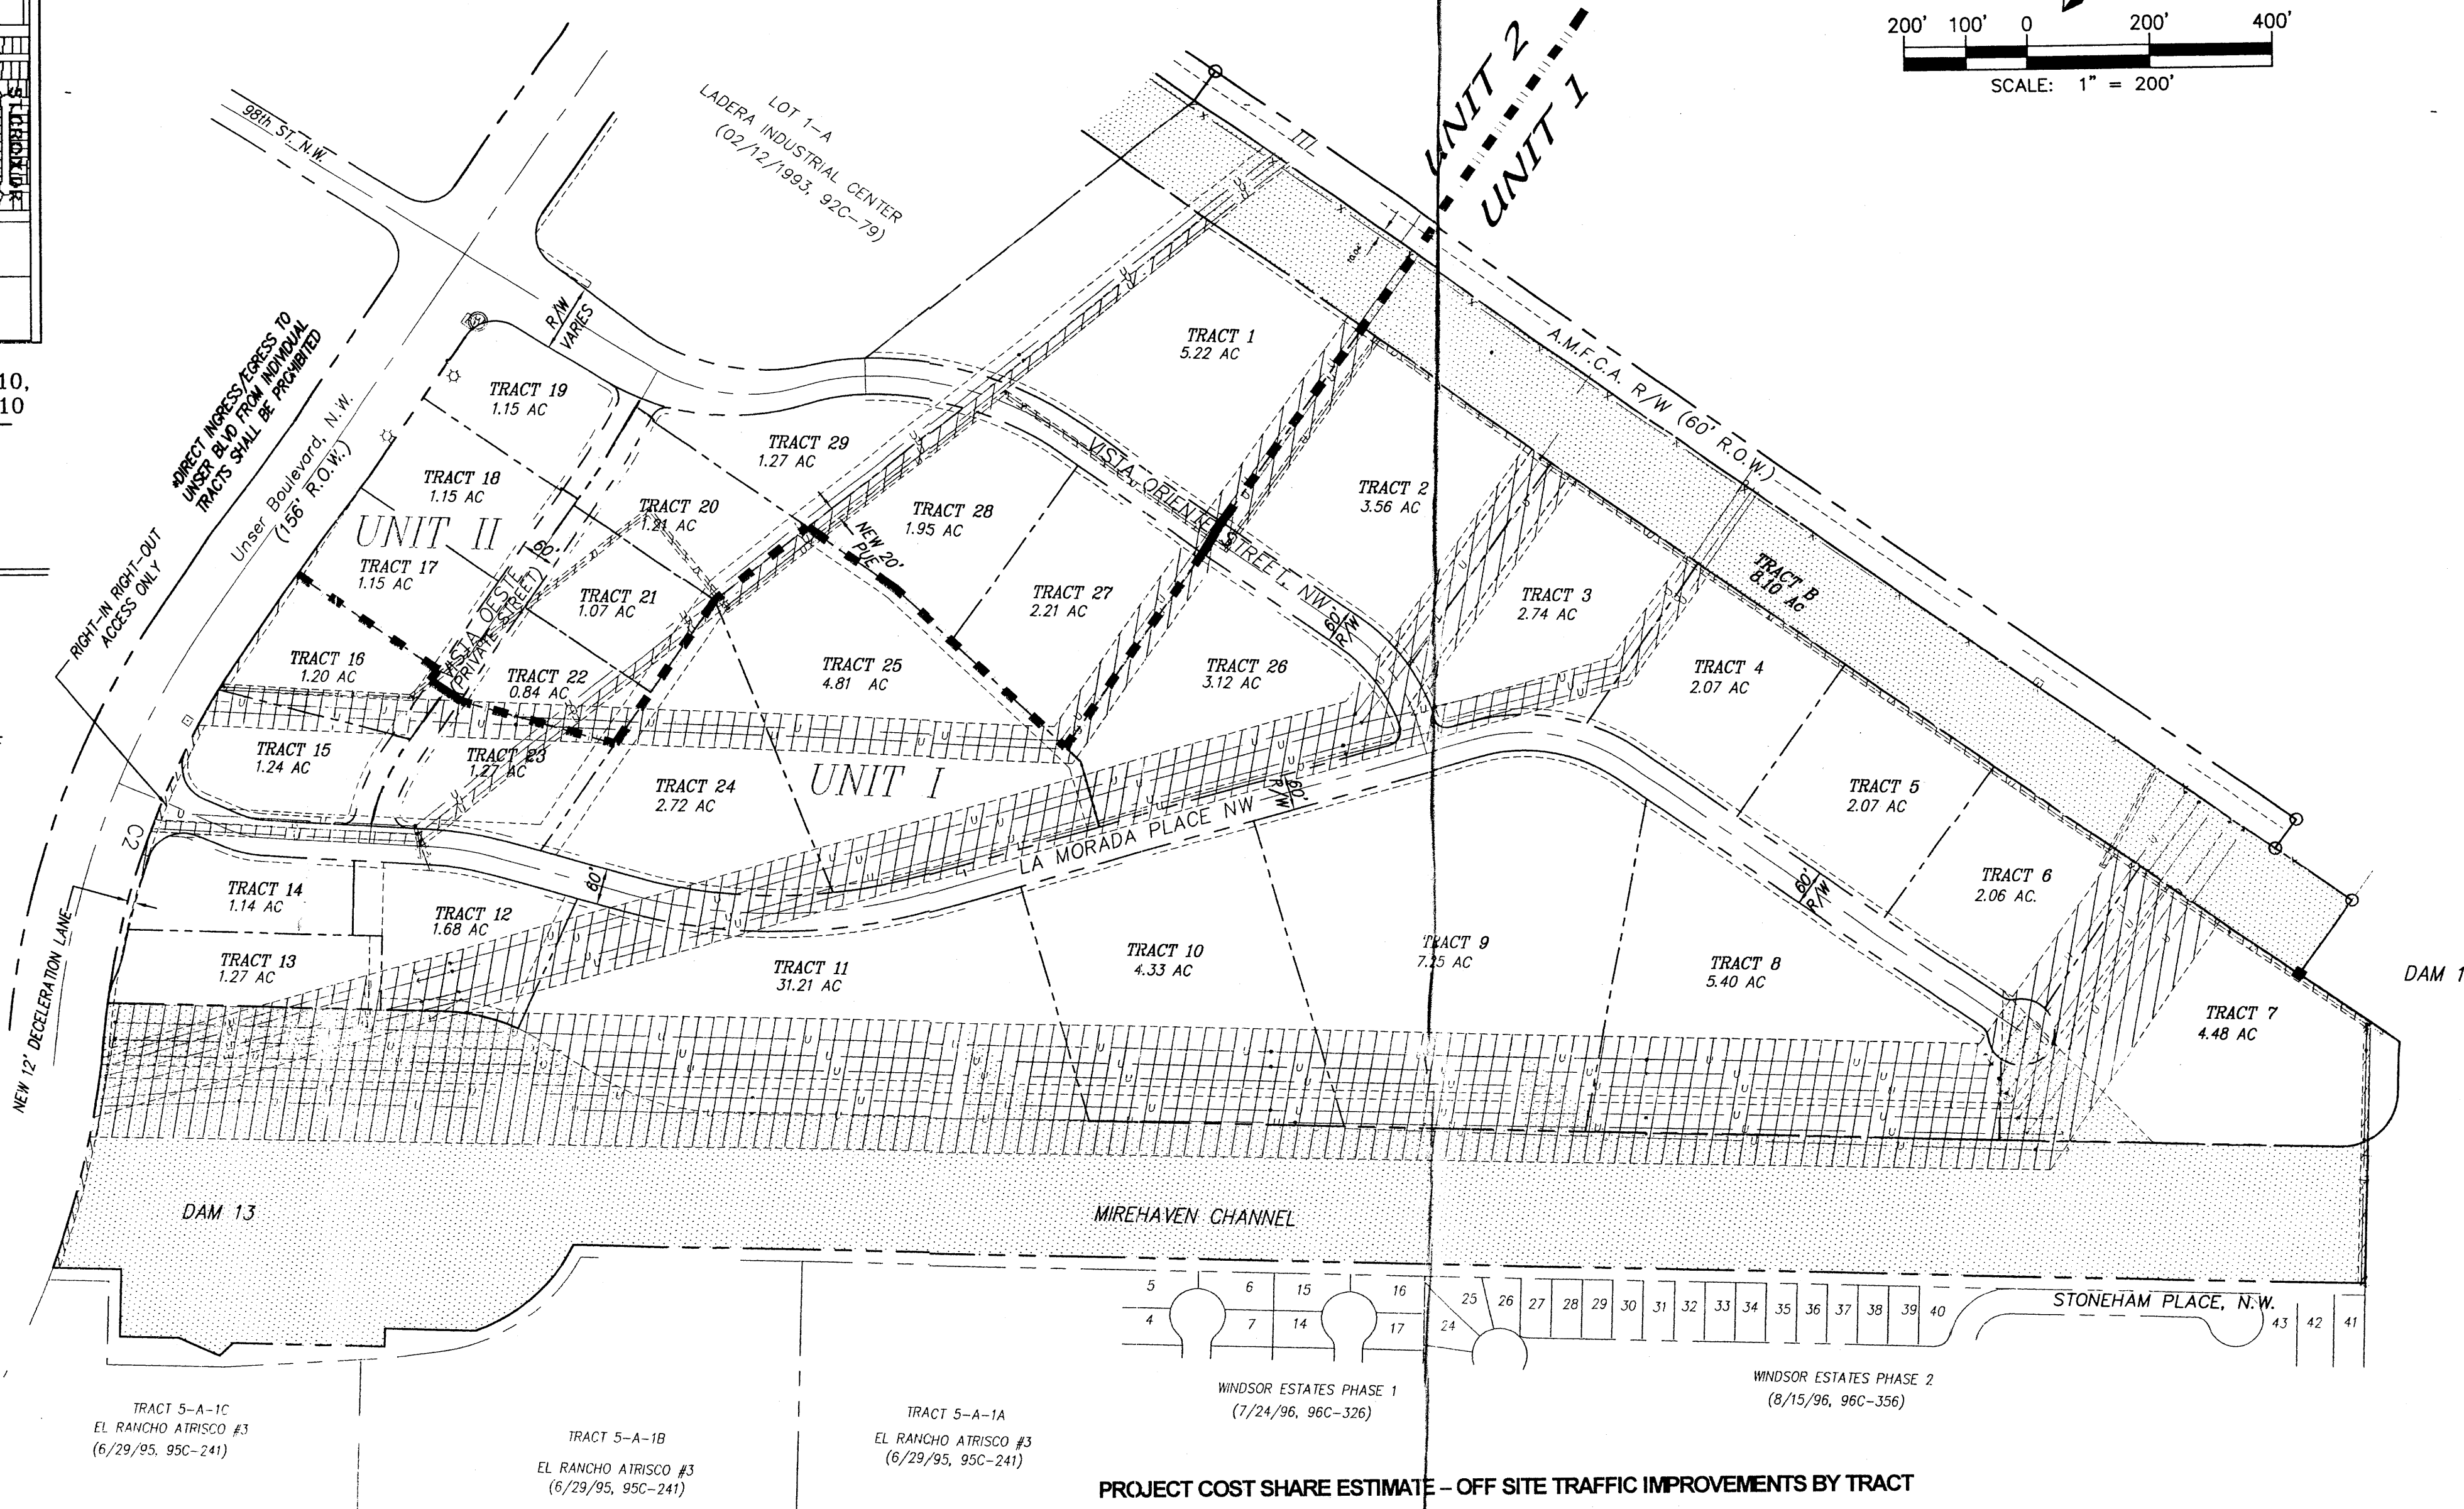 200' 100' 0 200' 400'
SCALE: 1" = 200'
UNIT 2
UNIT 1
ST. CROIX DR.
10,
10
98th ST. N.W.
LOT 1-A
LADERA INDUSTRIAL CENTER
(02/12/1993, 92C-79)
R/W
VARIES
*DIRECT INGRESS/EGRESS TO
UNSER BLVD FROM INDIVIDUAL
TRACTS SHALL BE PROHIBITED
Unser Boulevard, N.W.
(156' R.O.W.)
RIGHT-IN RIGHT-OUT
ACCESS ONLY
A.M.F.C.A. R/W (60' R.O.W.)
TRACT 1
5.22 AC
TRACT 19
1.15 AC
TRACT 29
1.27 AC
TRACT 18
1.15 AC
TRACT 20
1.21 AC
TRACT 28
1.95 AC
VISTA ORIENTE STREET, NW
TRACT 2
3.56 AC
UNIT II
NEW 20'
PUE
TRACT 17
1.15 AC
60'
VISTA OESTE
(PRIVATE STREET)
TRACT 21
1.07 AC
TRACT 27
2.21 AC
60'
R/W
TRACT 3
2.74 AC
TRACT B
8.10 Ac
TRACT 16
1.20 AC
TRACT 22
0.84 AC
TRACT 25
4.81 AC
TRACT 26
3.12 AC
TRACT 4
2.07 AC
TRACT 15
1.24 AC
TRACT 23
1.27 AC
TRACT 24
2.72 AC
UNIT I
60'
R/W
LA MORADA PLACE NW
TRACT 5
2.07 AC
C2
TRACT 14
1.14 AC
60'
TRACT 12
1.68 AC
60'
R/W
TRACT 6
2.06 AC.
NEW 12' DECELERATION LANE
TRACT 13
1.27 AC
TRACT 11
31.21 AC
TRACT 10
4.33 AC
TRACT 9
7.25 AC
TRACT 8
5.40 AC
TRACT 7
4.48 AC
DAM 1
DAM 13
MIREHAVEN CHANNEL
5 6 15 16 25 26 27 28 29 30 31 32 33 34 35 36 37 38 39 40
STONEHAM PLACE, N.W.
4 7 14 17 24 43 42 41
WINDSOR ESTATES PHASE 1
(7/24/96, 96C-326)
WINDSOR ESTATES PHASE 2
(8/15/96, 96C-356)
TRACT 5-A-1C
EL RANCHO ATRISCO #3
(6/29/95, 95C-241)
TRACT 5-A-1B
EL RANCHO ATRISCO #3
(6/29/95, 95C-241)
TRACT 5-A-1A
EL RANCHO ATRISCO #3
(6/29/95, 95C-241)
PROJECT COST SHARE ESTIMATE – OFF SITE TRAFFIC IMPROVEMENTS BY TRACT